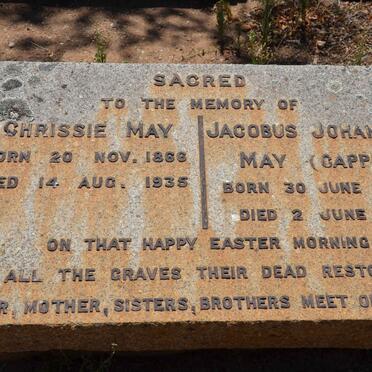 SACRED
TO THE MEMORY OF
CHRISSIE MAY
BORN 20 NOV. 1866
DIED 14 AUG. 1935
JACOBUS JOHAN
MAY (CAPP
BORN 30 JUNE
DIED 2 JUNE
ON THAT HAPPY EASTER MORNING
ALL THE GRAVES THEIR DEAD RESTO
R, MOTHER, SISTERS, BROTHERS MEET O